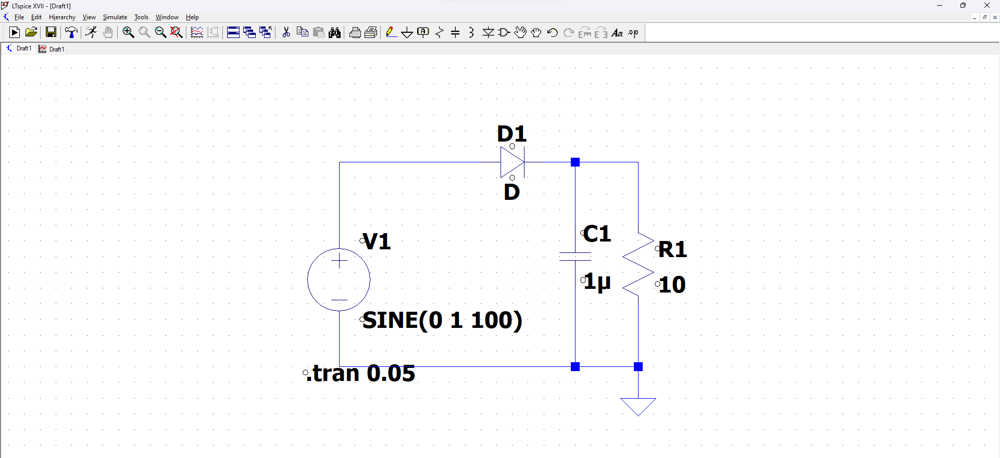 LTspice XVII - [Draft1]
File Edit Hierarchy View Simulate Tools Window Help
Draft1 Draft1
D1
D
V1
C1
R1
1µ
10
SINE(0 1 100)
.tran 0.05